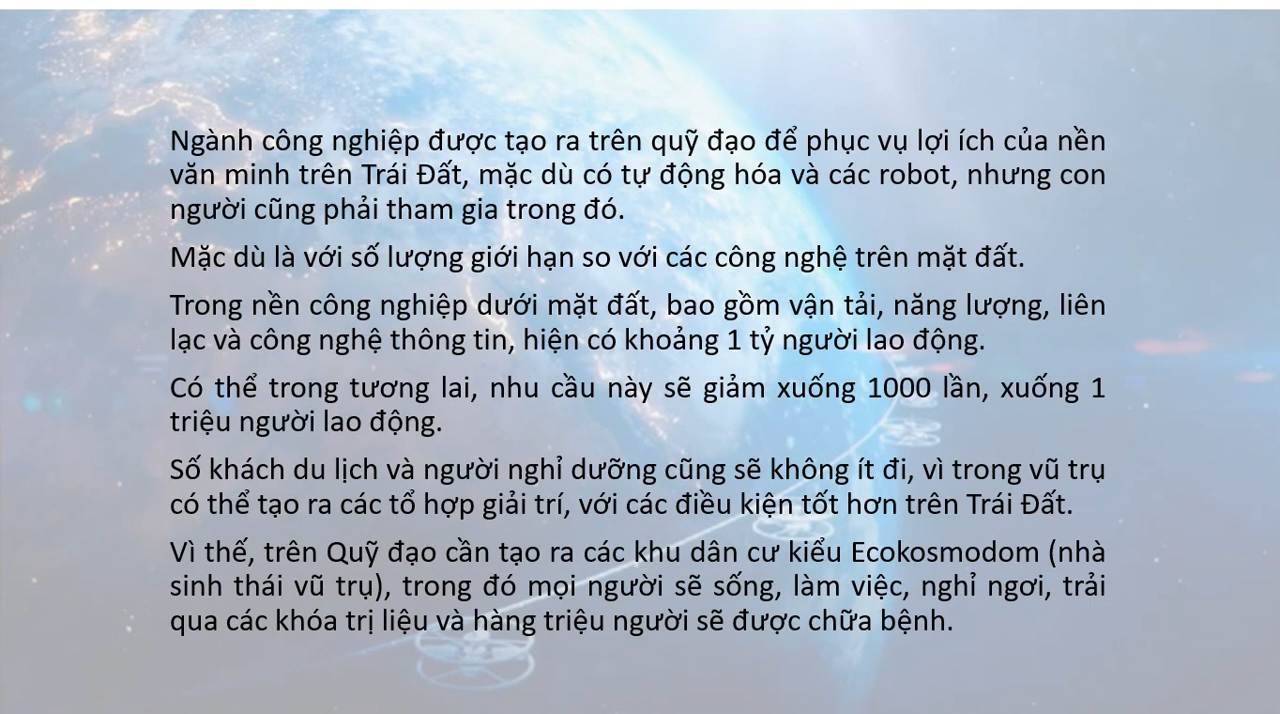 Ngành công nghiệp được tạo ra trên quỹ đạo để phục vụ lợi ích của nền
văn minh trên Trái Đất, mặc dù có tự động hóa và các robot, nhưng con
người cũng phải tham gia trong đó.
Mặc dù là với số lượng giới hạn so với các công nghệ trên mặt đất.
Trong nền công nghiệp dưới mặt đất, bao gồm vận tải, năng lượng, liên
lạc và công nghệ thông tin, hiện có khoảng 1 tỷ người lao động.
Có thể trong tương lai, nhu cầu này sẽ giảm xuống 1000 lần, xuống 1
triệu người lao động.
Số khách du lịch và người nghỉ dưỡng cũng sẽ không ít đi, vì trong vũ trụ
có thể tạo ra các tổ hợp giải trí, với các điều kiện tốt hơn trên Trái Đất.
Vì thế, trên Quỹ đạo cần tạo ra các khu dân cư kiểu Ecokosmodom (nhà
sinh thái vũ trụ), trong đó mọi người sẽ sống, làm việc, nghỉ ngơi, trải
qua các khóa trị liệu và hàng triệu người sẽ được chữa bệnh.